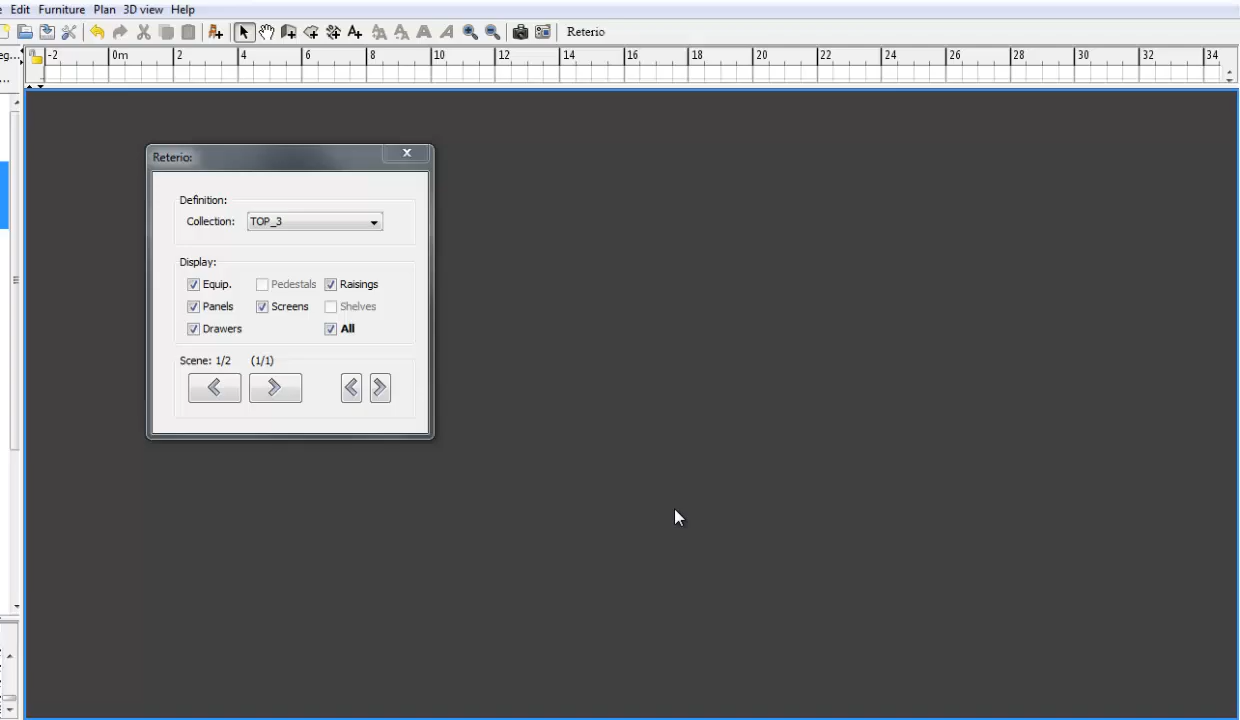 Edit Furniture Plan 3D view Help
Reterio
-2 0m 2 4 6 8 10 12 14 16 18 20 22 24 26 28 30 32 34
Reterio:
Definition:
Collection: TOP_3
Display:
Equip. Pedestals Raisings
Panels Screens Shelves
Drawers All
Scene: 1/2 (1/1)